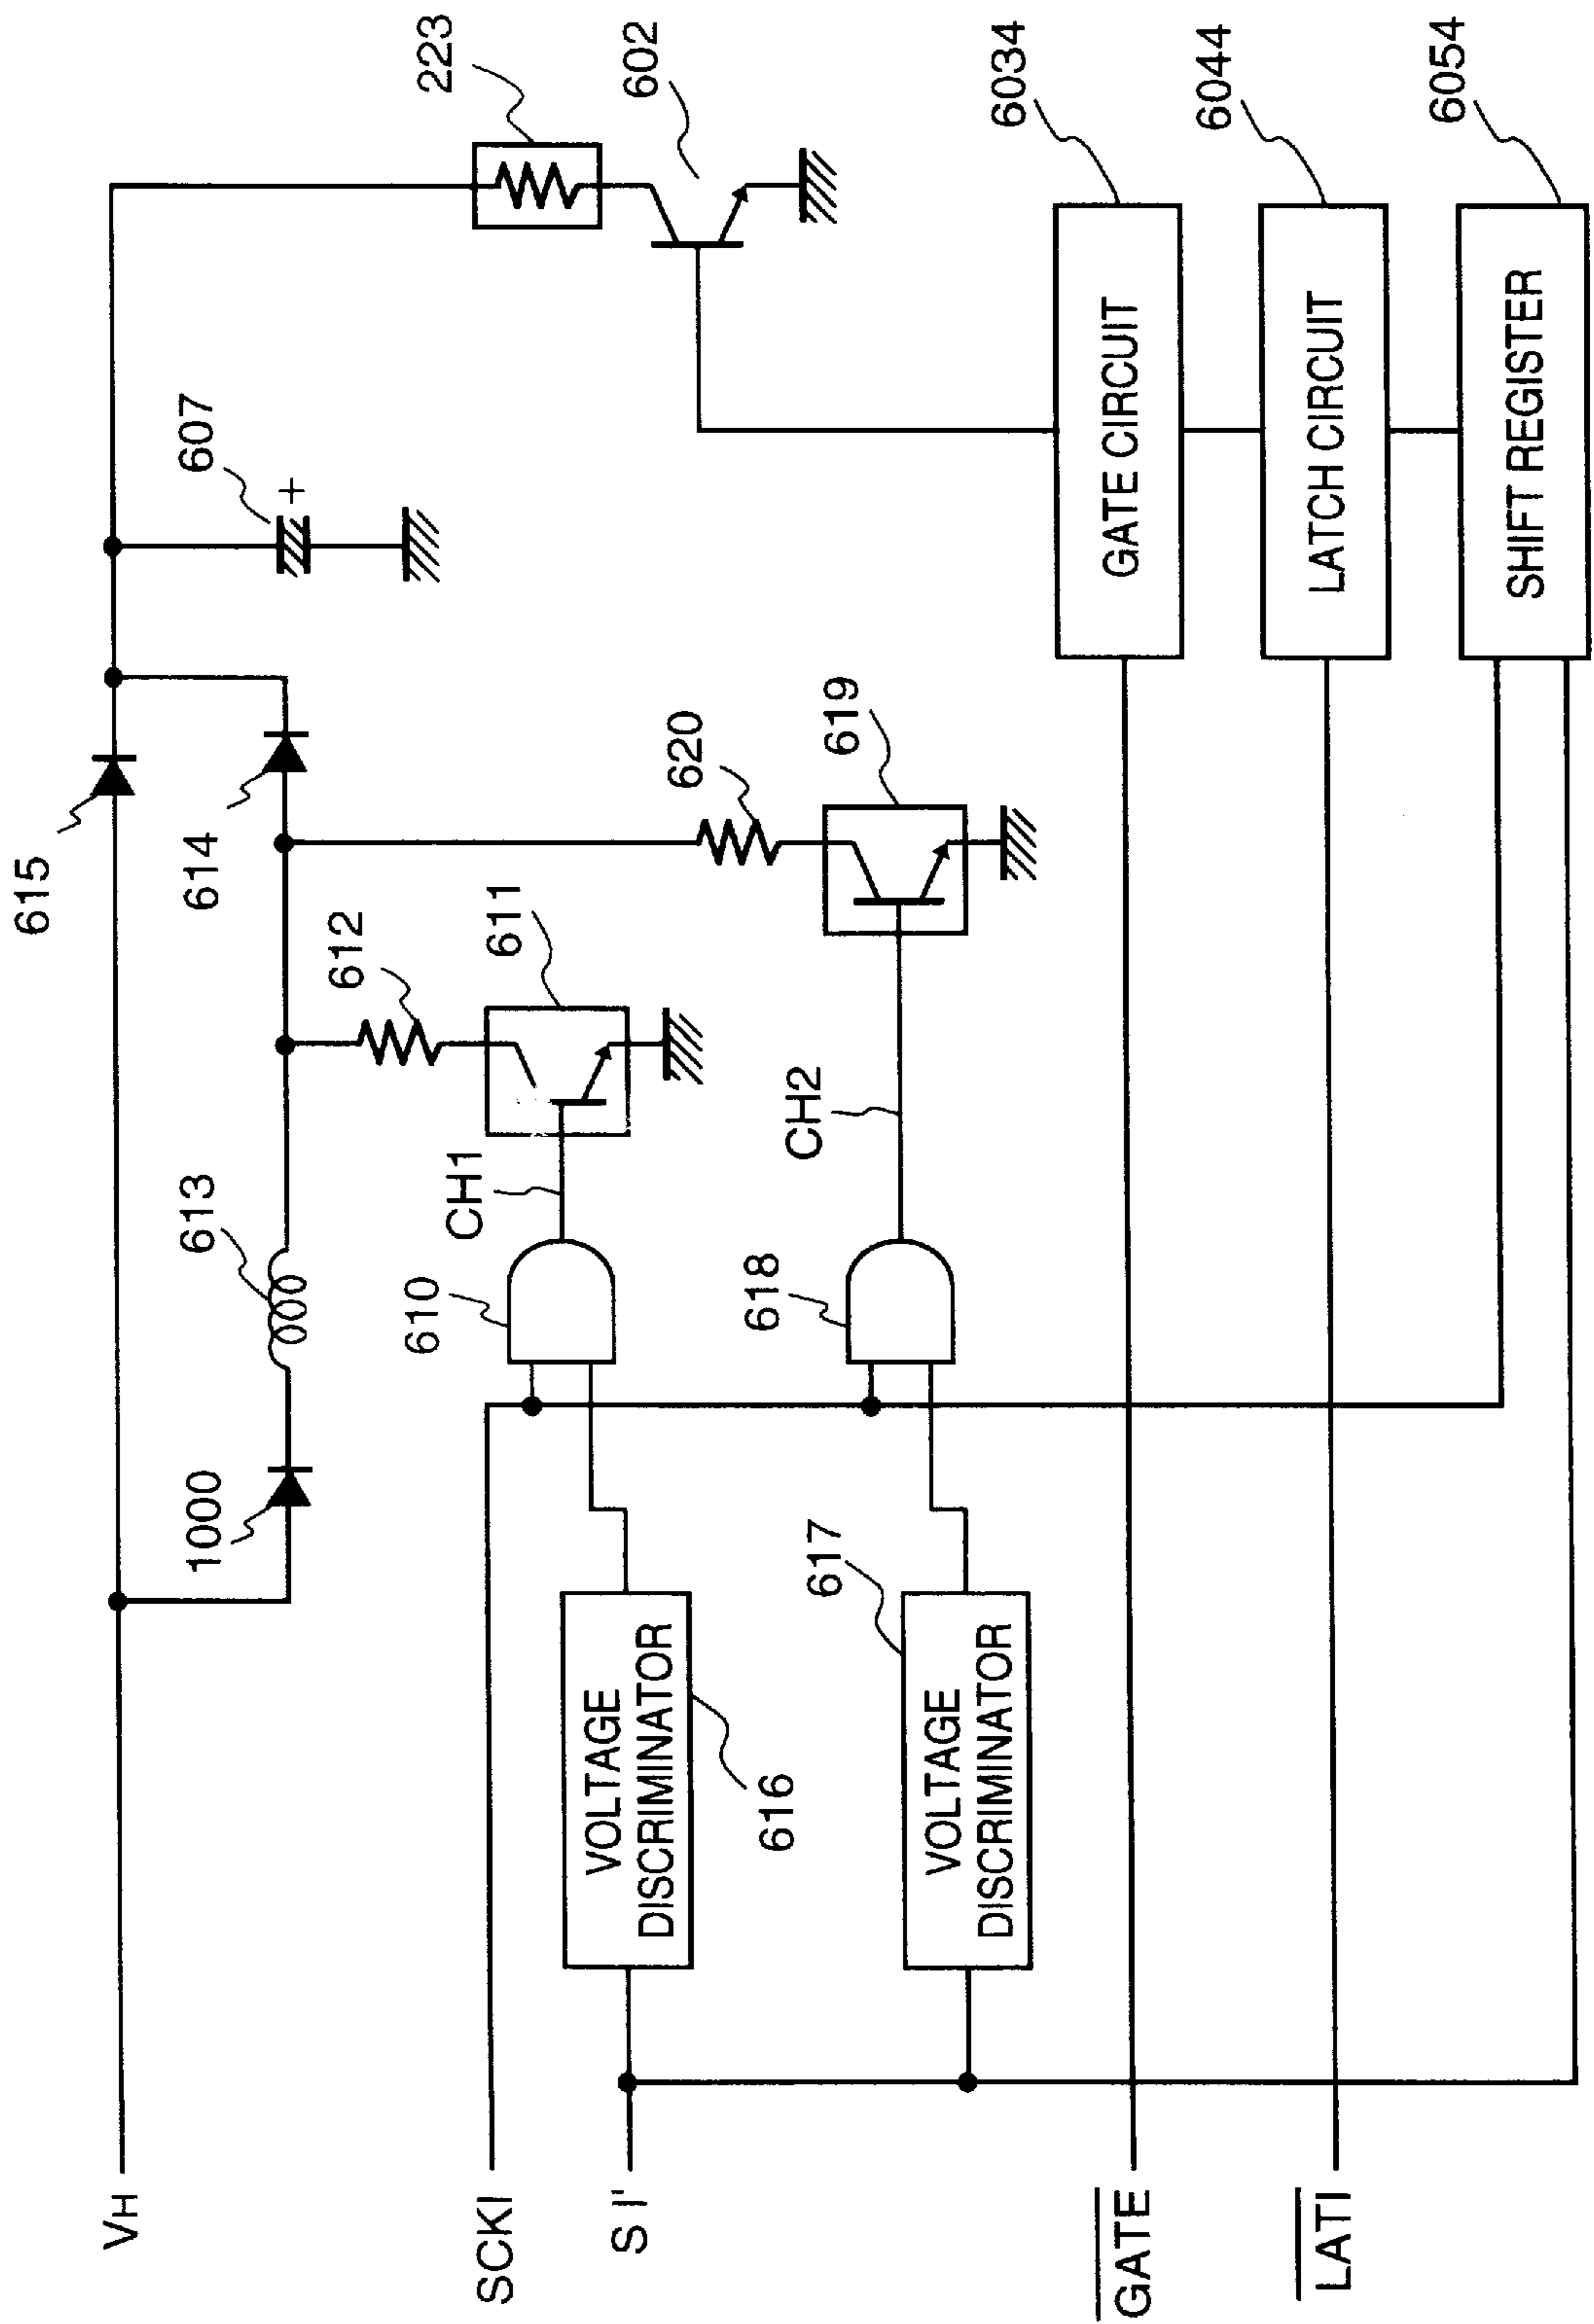 615
614
607
223
602
1000
613
612
611
620
619
CH1
CH2
610
618
VOLTAGE
DISCRIMINATOR
616
VOLTAGE
DISCRIMINATOR
617
GATE CIRCUIT
6034
LATCH CIRCUIT
6044
SHIFT REGISTER
6054
VH
SCKI
S I'
GATE
LATI